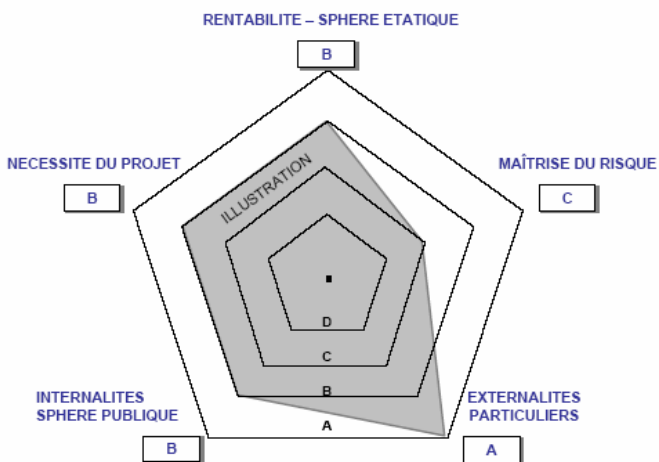 RENTABILITE – SPHERE ETATIQUE
B
NECESSITE DU PROJET
B
MAÎTRISE DU RISQUE
C
ILLUSTRATION
D
C
B
A
INTERNALITES
SPHERE PUBLIQUE
B
EXTERNALITES
PARTICULIERS
A